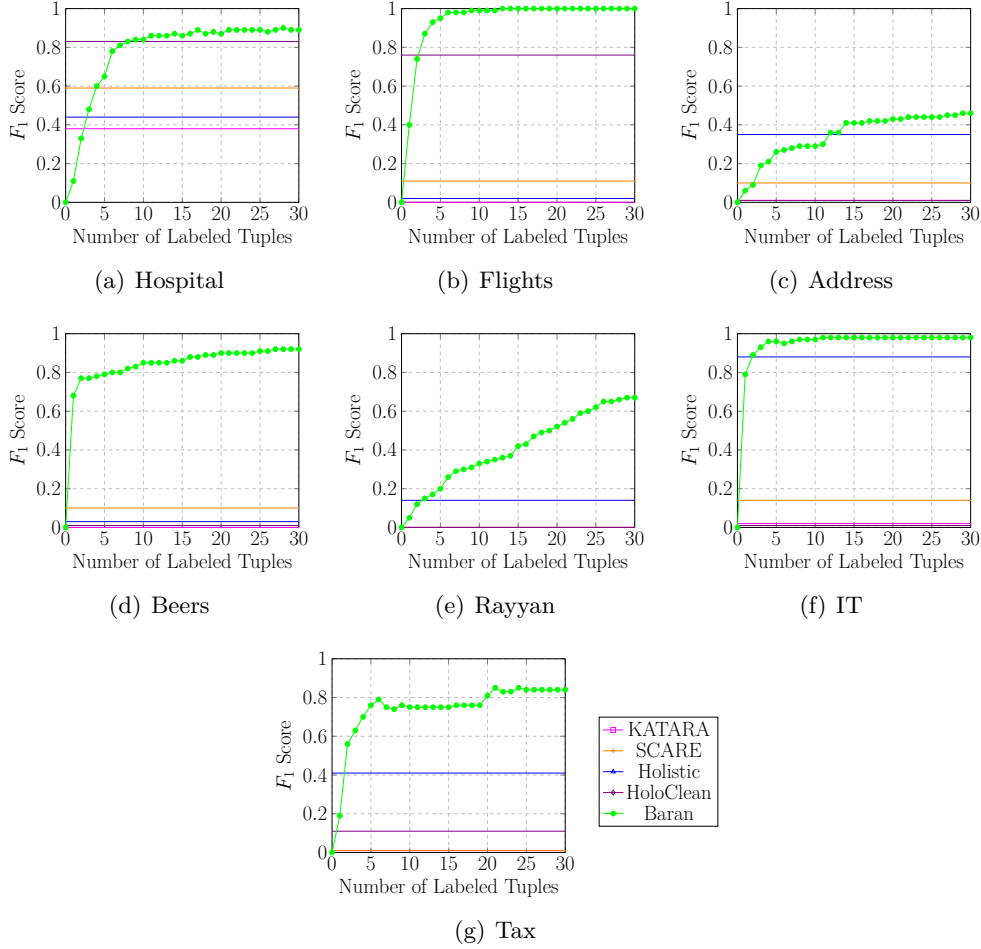 1
0.8
0.6
0.4
0.2
0
F₁ Score
0 5 10 15 20 25 30
Number of Labeled Tuples
(a) Hospital
1
0.8
0.6
0.4
0.2
0
F₁ Score
0 5 10 15 20 25 30
Number of Labeled Tuples
(b) Flights
1
0.8
0.6
0.4
0.2
0
F₁ Score
0 5 10 15 20 25 30
Number of Labeled Tuples
(c) Address
1
0.8
0.6
0.4
0.2
0
F₁ Score
0 5 10 15 20 25 30
Number of Labeled Tuples
(d) Beers
1
0.8
0.6
0.4
0.2
0
F₁ Score
0 5 10 15 20 25 30
Number of Labeled Tuples
(e) Rayyan
1
0.8
0.6
0.4
0.2
0
F₁ Score
0 5 10 15 20 25 30
Number of Labeled Tuples
(f) IT
1
0.8
0.6
0.4
0.2
0
F₁ Score
0 5 10 15 20 25 30
Number of Labeled Tuples
(g) Tax
KATARA
SCARE
Holistic
HoloClean
Baran